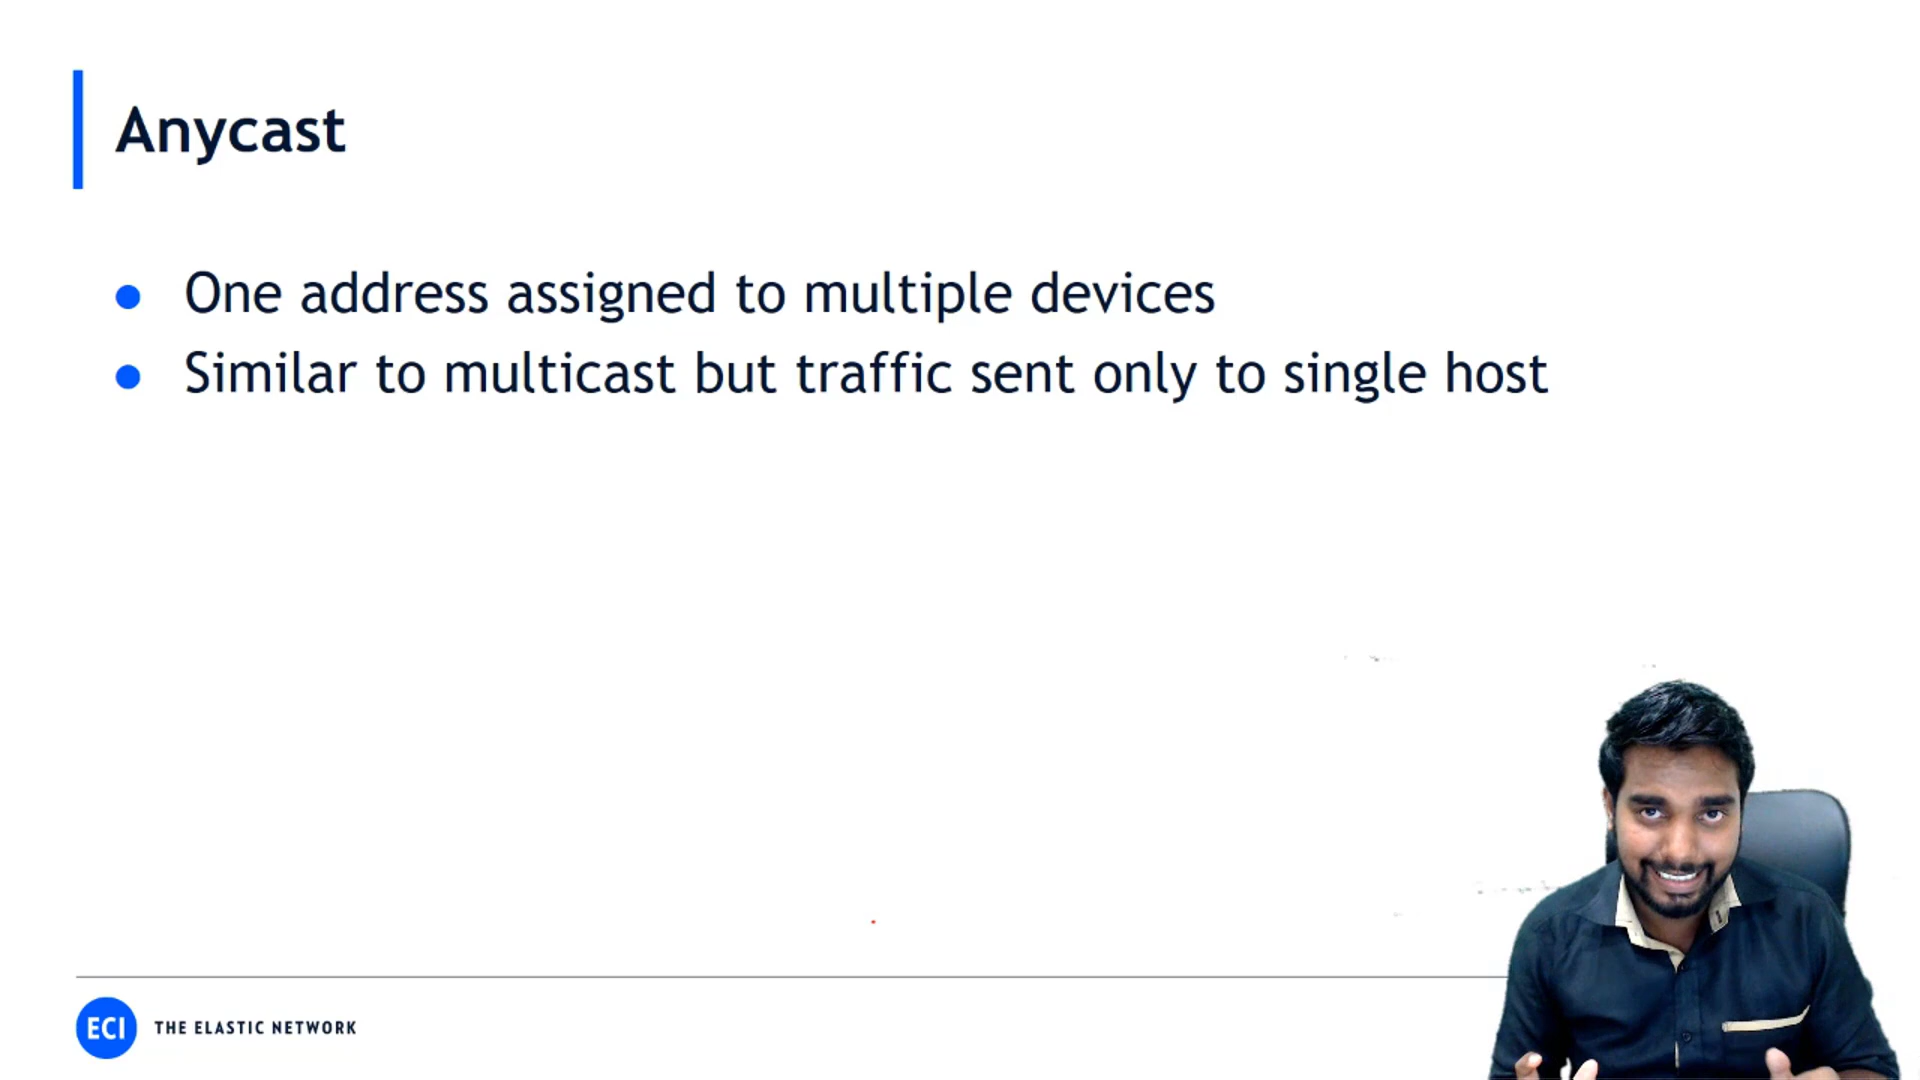 Anycast
One address assigned to multiple devices
Similar to multicast but traffic sent only to single host
ECI THE ELASTIC NETWORK